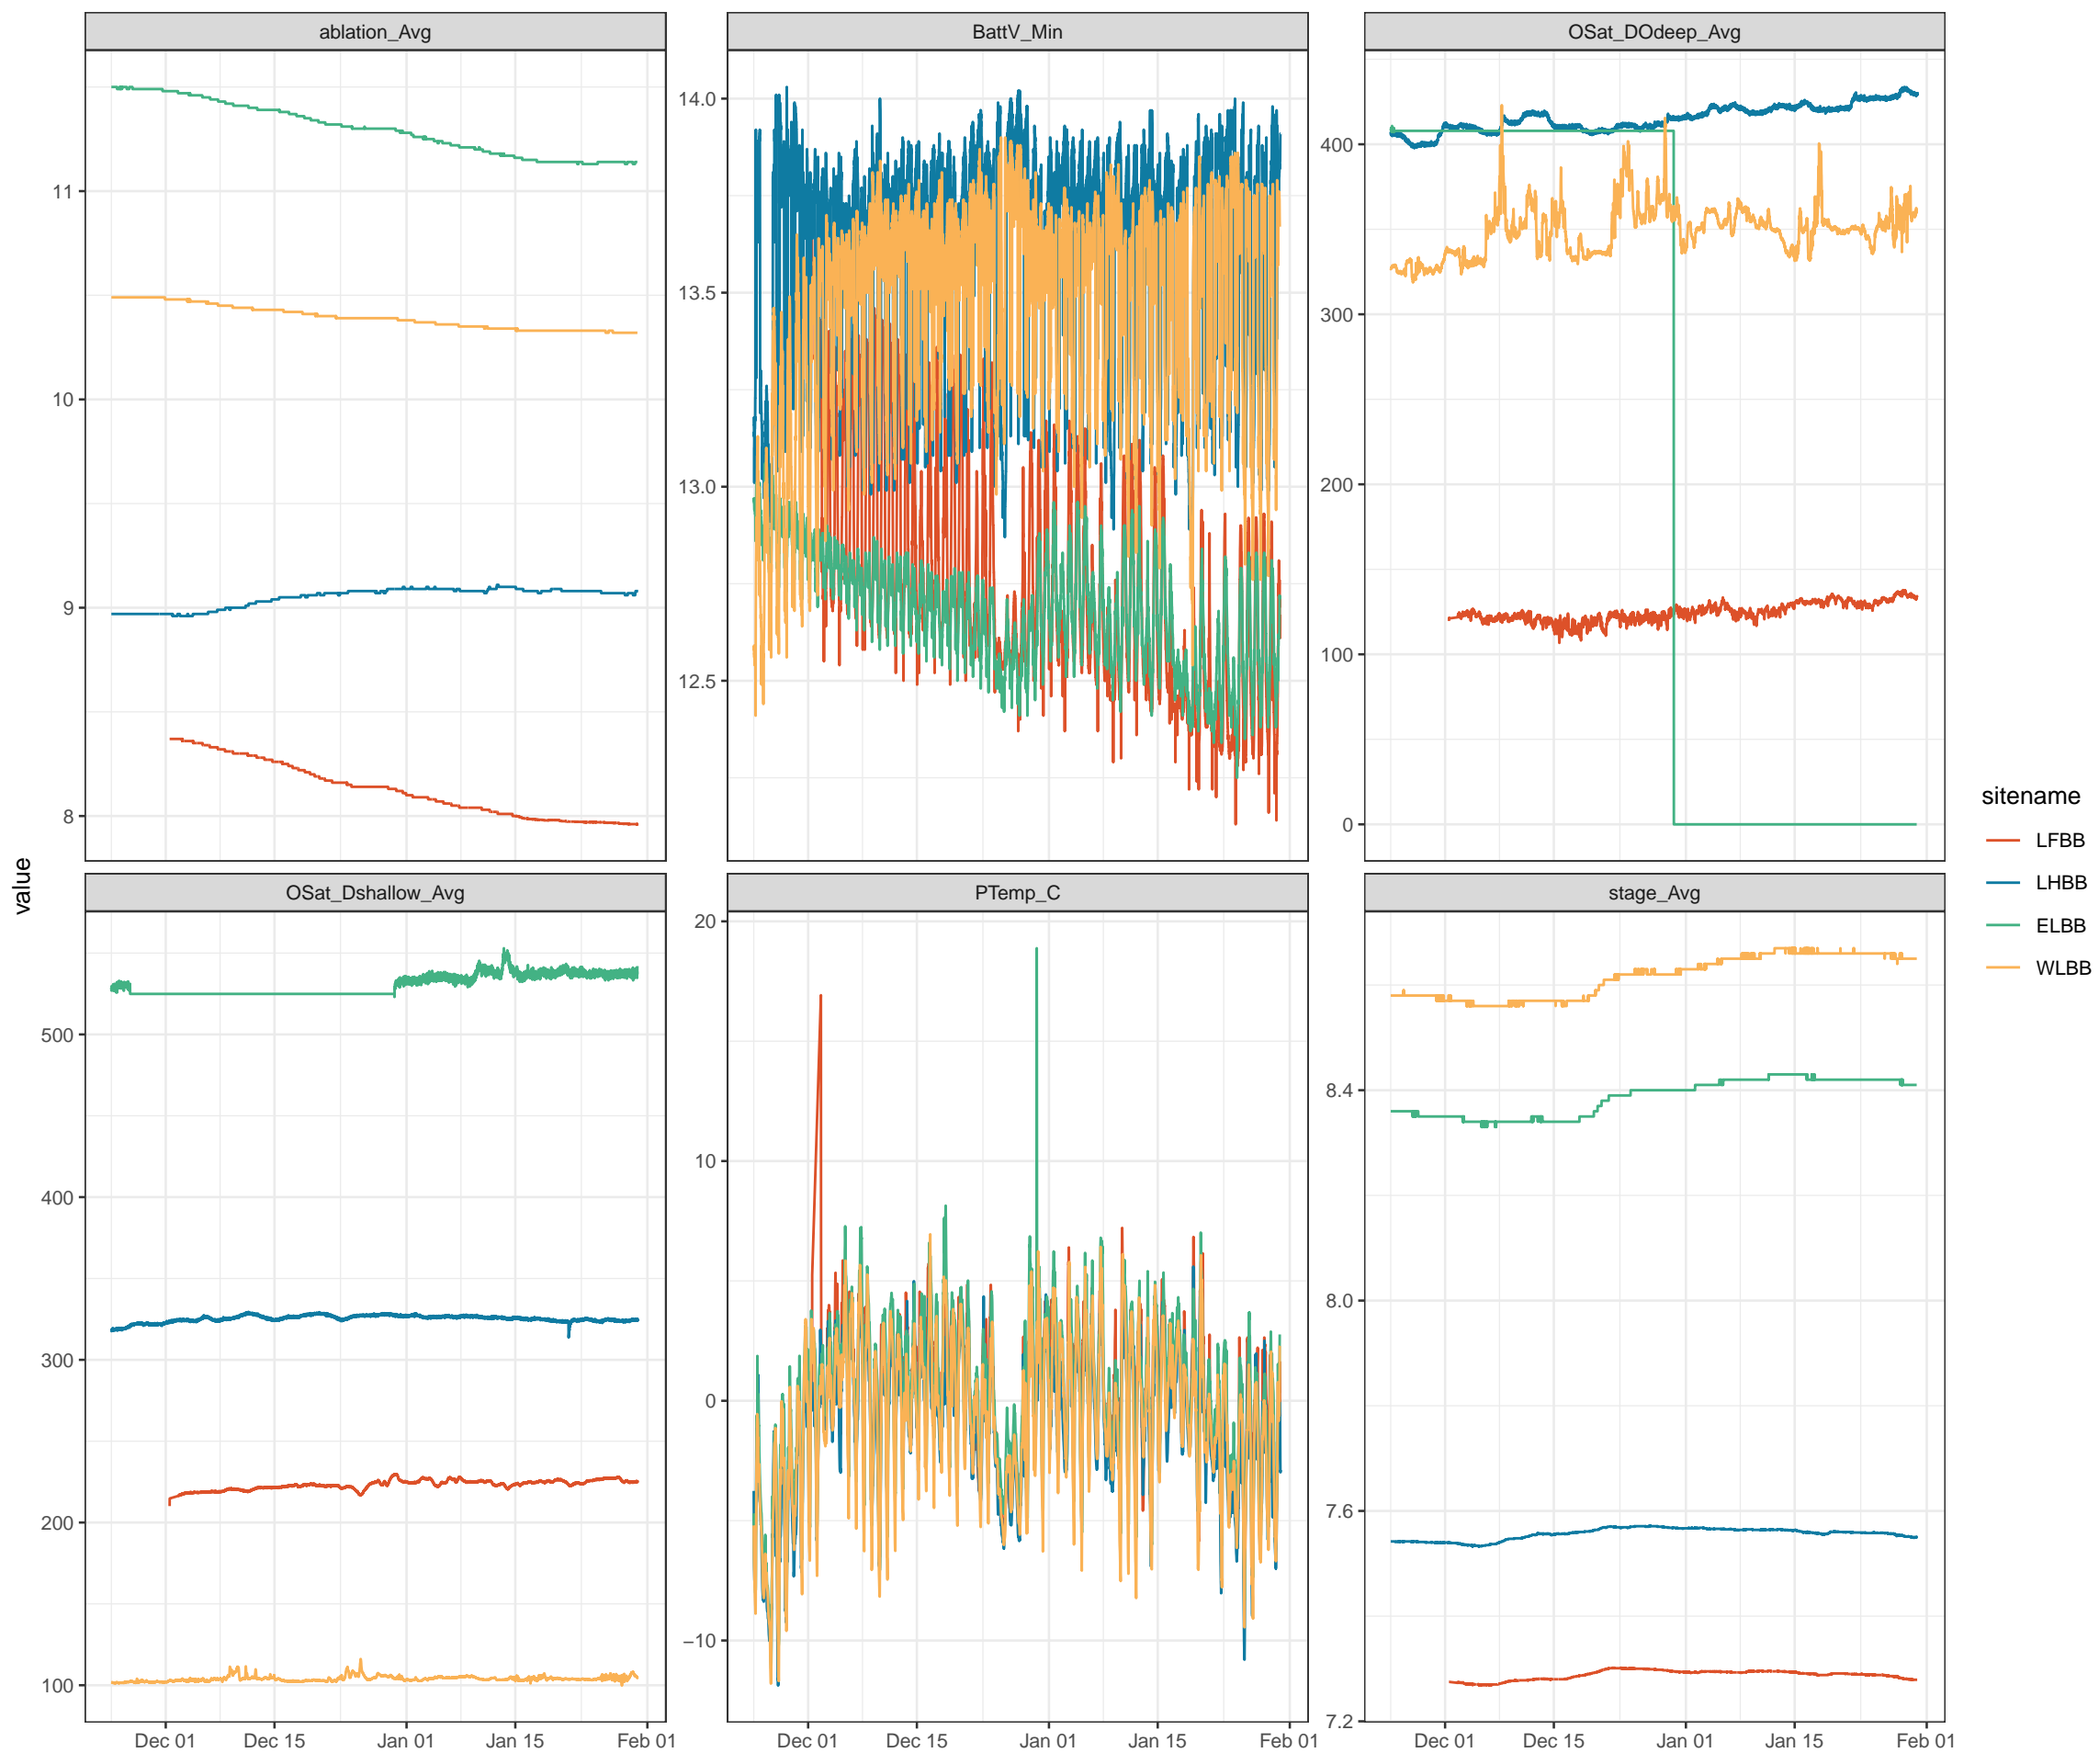 ablation_Avg
BattV_Min
OSat_DOdeep_Avg
11
10
9
8
14.0
13.5
13.0
12.5
400
300
200
100
0
value
OSat_Dshallow_Avg
PTemp_C
stage_Avg
500
400
300
200
100
20
10
0
−10
8.4
8.0
7.6
7.2
Dec 01 Dec 15 Jan 01 Jan 15 Feb 01
Dec 01 Dec 15 Jan 01 Jan 15 Feb 01
Dec 01 Dec 15 Jan 01 Jan 15 Feb 01
sitename
LFBB
LHBB
ELBB
WLBB